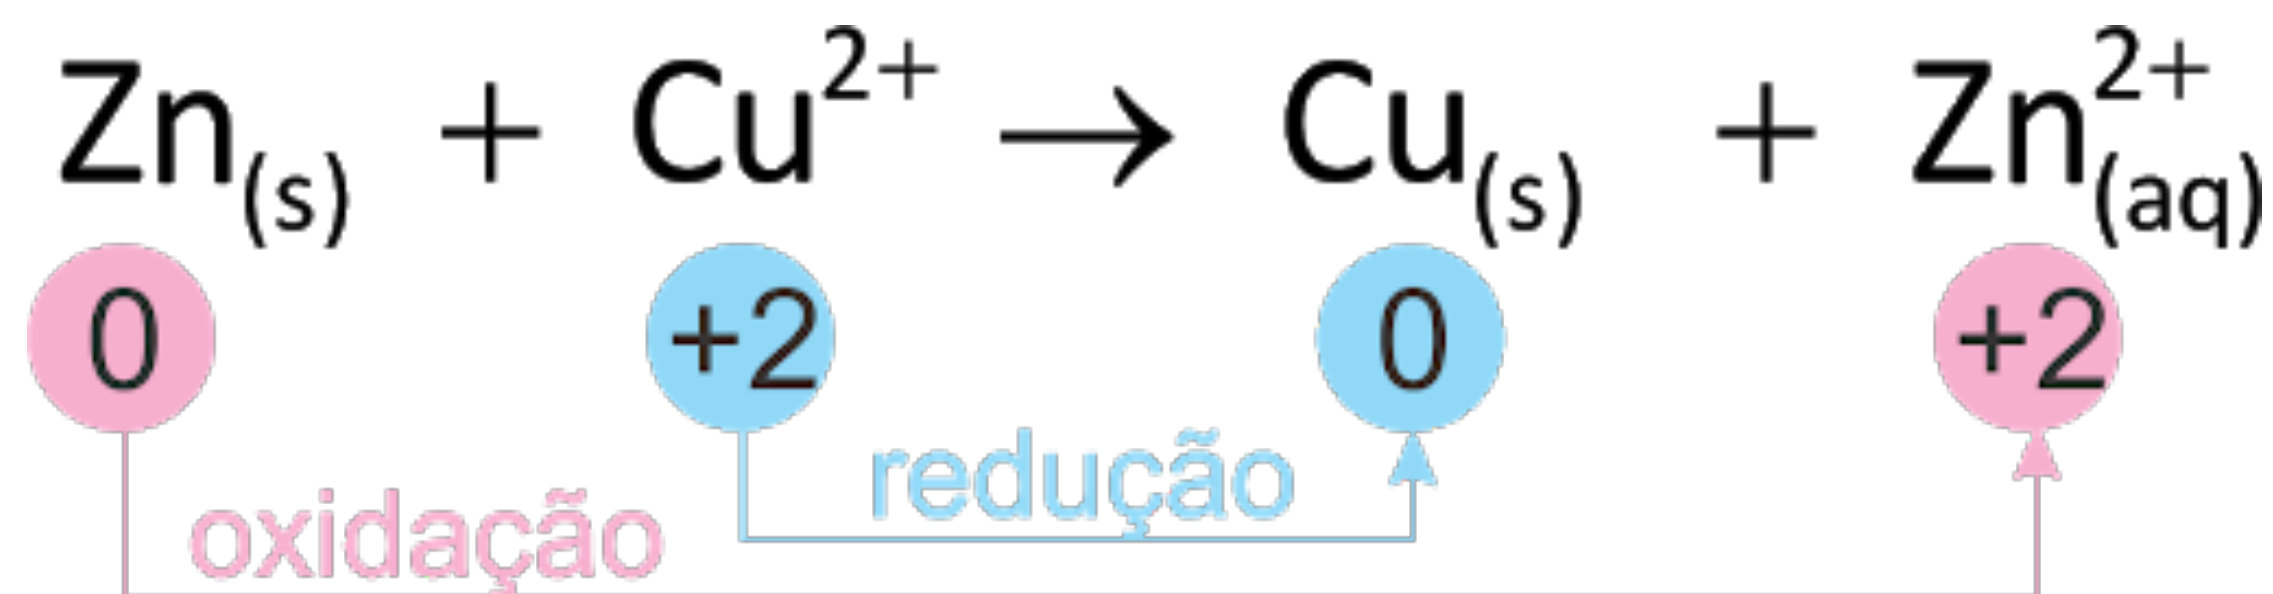 Zn(s) + Cu²⁺ → Cu(s) + Zn²⁺(aq)
0 +2 0 +2
redução
oxidação